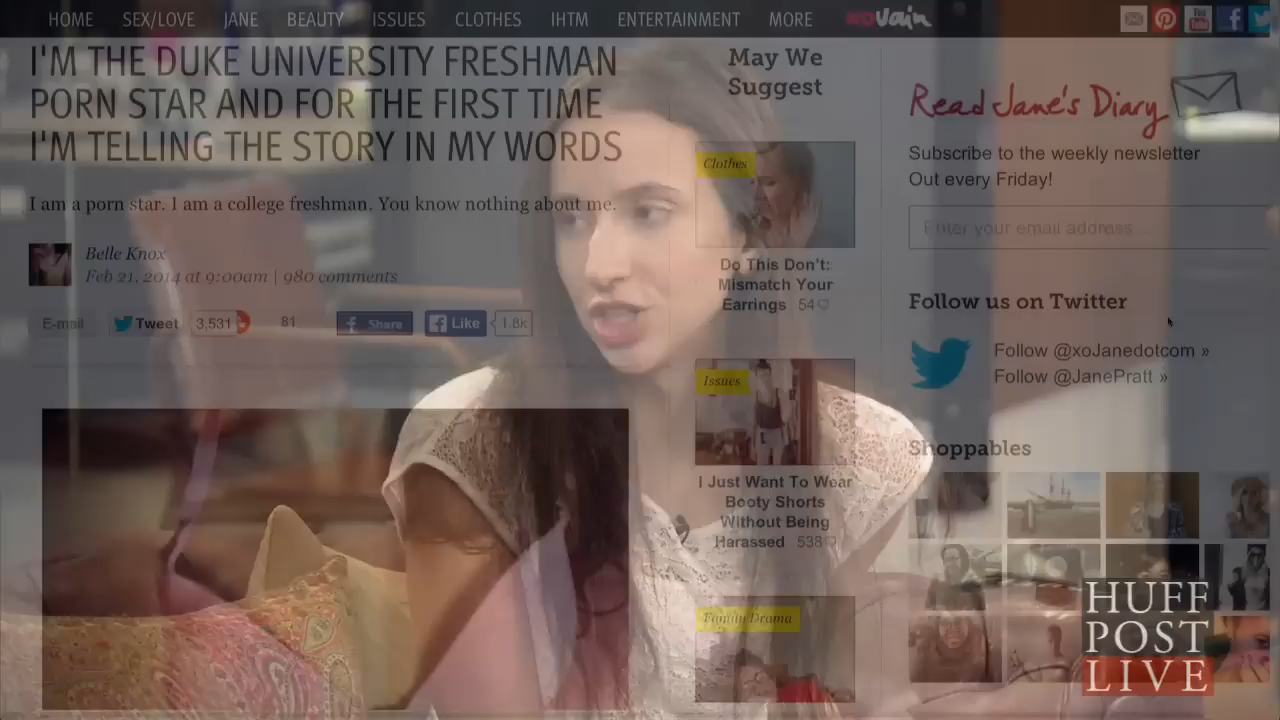 HOME SEX/LOVE JANE BEAUTY ISSUES CLOTHES IHTM ENTERTAINMENT MORE xoVain
I'M THE DUKE UNIVERSITY FRESHMAN
PORN STAR AND FOR THE FIRST TIME
I'M TELLING THE STORY IN MY WORDS
I am a porn star. I am a college freshman. You know nothing about me.
Belle Knox
Feb 21, 2014 at 9:00am | 980 comments
E-mail Tweet 3,531 81 Share Like 1.8k
May We
Suggest
Clothes
Do This Don't:
Mismatch Your
Earrings 54
Issues
I Just Want To Wear
Booty Shorts
Without Being
Harassed 538
Family Drama
Read Jane's Diary
Subscribe to the weekly newsletter
Out every Friday!
Enter your email address...
Follow us on Twitter
Follow @xoJanedotcom »
Follow @JanePratt »
Shoppables
HUFF
POST
LIVE